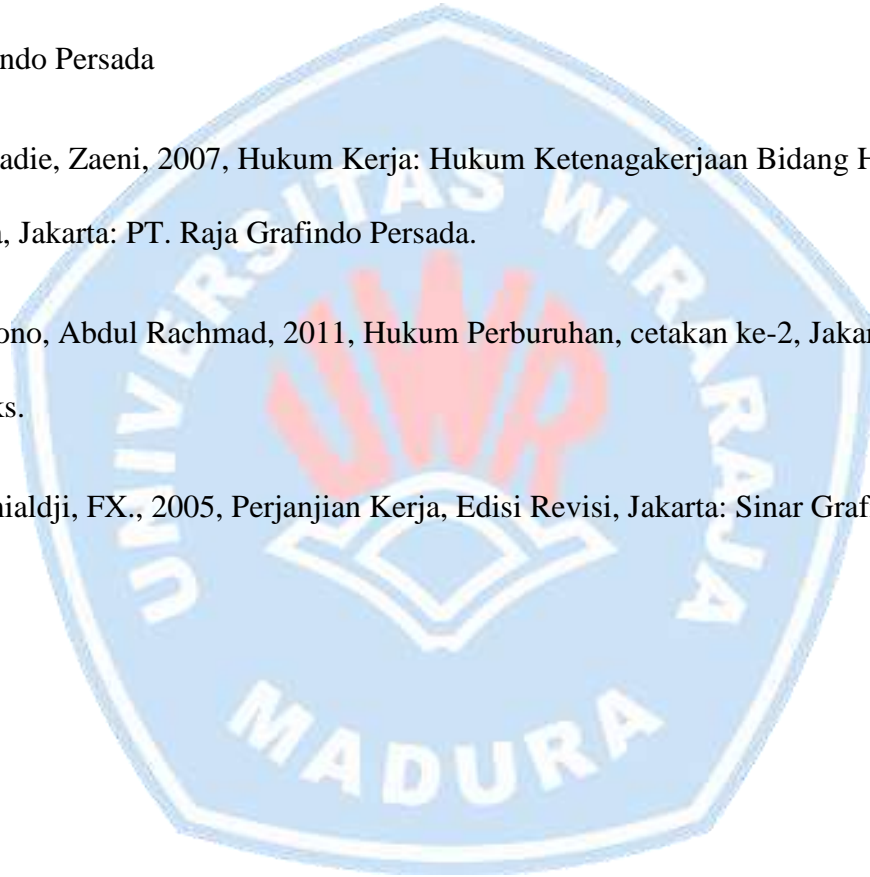 ndo Persada
adie, Zaeni, 2007, Hukum Kerja: Hukum Ketenagakerjaan Bidang H
, Jakarta: PT. Raja Grafindo Persada.
ono, Abdul Rachmad, 2011, Hukum Perburuhan, cetakan ke-2, Jakar
ks.
nialdji, FX., 2005, Perjanjian Kerja, Edisi Revisi, Jakarta: Sinar Graf
UNIVERSITAS WIRARAJA
UWR
MADURA